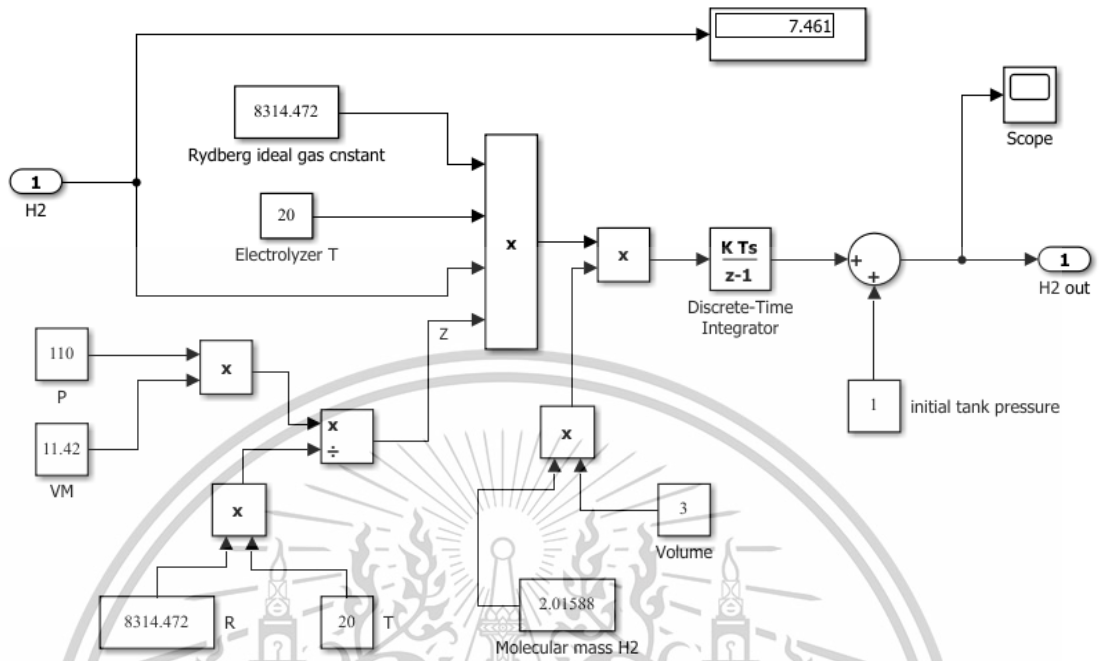 7.461
8314.472
Rydberg ideal gas cnstant
Scope
1
H2
20
Electrolyzer T
x
x
K Ts
z-1
Discrete-Time
Integrator
+
+
1
H2 out
Z
110
P
x
11.42
VM
x
÷
x
1
initial tank pressure
x
3
Volume
8314.472
R
20
T
2.01588
Molecular mass H2